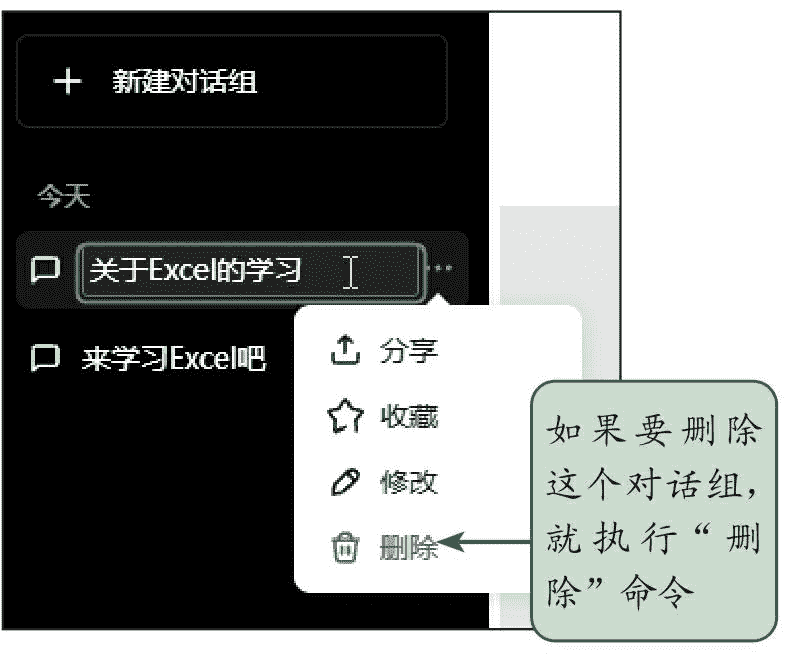 新建对话组
今天
关于Excel的学习
来学习Excel吧
分享
收藏
修改
删除
如果要删除
这个对话组，
就执行“删
除”命令